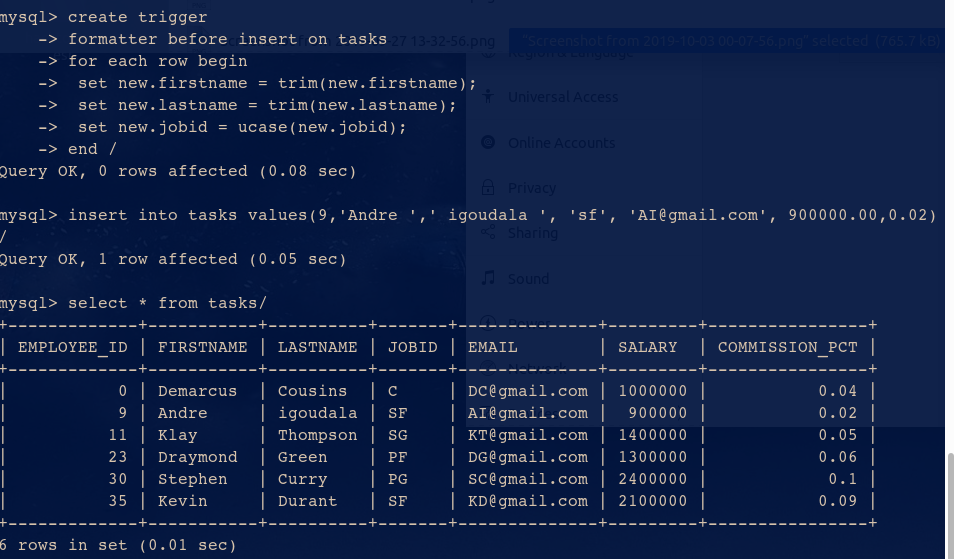 mysql> create trigger
    -> formatter before insert on tasks
    -> for each row begin
    ->  set new.firstname = trim(new.firstname);
    ->  set new.lastname = trim(new.lastname);
    ->  set new.jobid = ucase(new.jobid);
    -> end /
Query OK, 0 rows affected (0.08 sec)
27 13-32-56.png
"Screenshot from 2019-10-03 00-07-56.png" selected (765.7 kB)
Region & Language
Universal Access
Online Accounts
Privacy
Sharing
Sound
Power
mysql> insert into tasks values(9,'Andre ',' igoudala ', 'sf', 'AI@gmail.com', 900000.00,0.02)
/
Query OK, 1 row affected (0.05 sec)
mysql> select * from tasks/
+-------------+-----------+----------+-------+--------------+---------+----------------+
| EMPLOYEE_ID | FIRSTNAME | LASTNAME | JOBID | EMAIL        | SALARY  | COMMISSION_PCT |
+-------------+-----------+----------+-------+--------------+---------+----------------+
|           0 | Demarcus  | Cousins  | C     | DC@gmail.com | 1000000 |           0.04 |
|           9 | Andre     | igoudala | SF    | AI@gmail.com |  900000 |           0.02 |
|          11 | Klay      | Thompson | SG    | KT@gmail.com | 1400000 |           0.05 |
|          23 | Draymond  | Green    | PF    | DG@gmail.com | 1300000 |           0.06 |
|          30 | Stephen   | Curry    | PG    | SC@gmail.com | 2400000 |            0.1 |
|          35 | Kevin     | Durant   | SF    | KD@gmail.com | 2100000 |           0.09 |
+-------------+-----------+----------+-------+--------------+---------+----------------+
6 rows in set (0.01 sec)